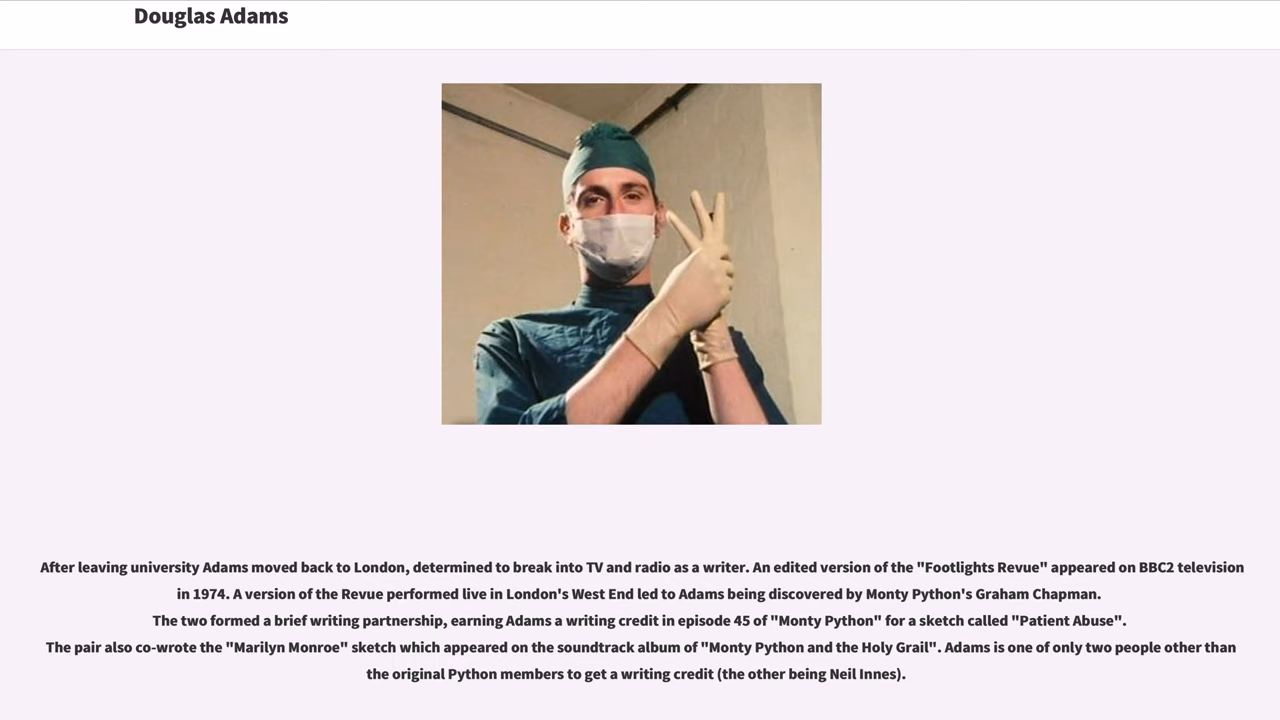 Douglas Adams
After leaving university Adams moved back to London, determined to break into TV and radio as a writer. An edited version of the "Footlights Revue" appeared on BBC2 television
in 1974. A version of the Revue performed live in London's West End led to Adams being discovered by Monty Python's Graham Chapman.
The two formed a brief writing partnership, earning Adams a writing credit in episode 45 of "Monty Python" for a sketch called "Patient Abuse".
The pair also co-wrote the "Marilyn Monroe" sketch which appeared on the soundtrack album of "Monty Python and the Holy Grail". Adams is one of only two people other than
the original Python members to get a writing credit (the other being Neil Innes).